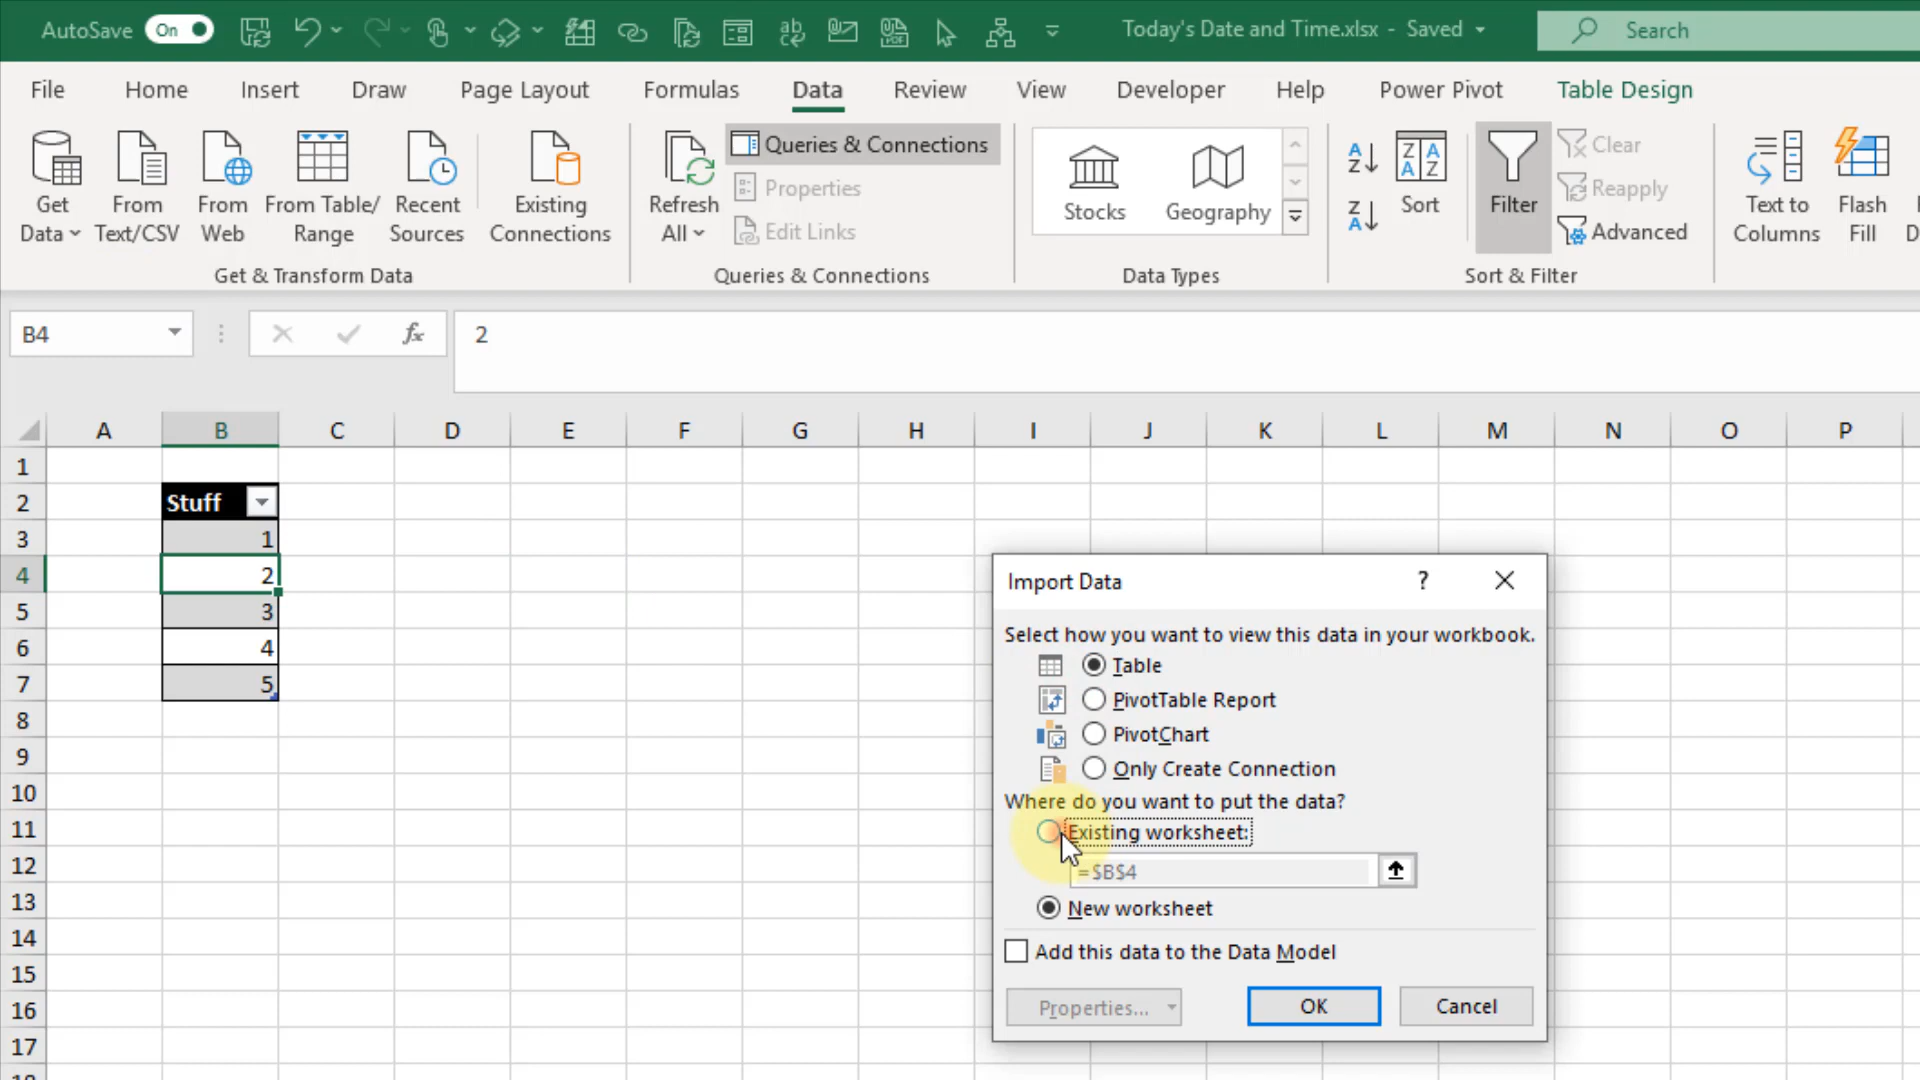 AutoSave On Today's Date and Time.xlsx - Saved Search
File Home Insert Draw Page Layout Formulas Data Review View Developer Help Power Pivot Table Design
Get Data
From Text/CSV
From Web
From Table/ Range
Recent Sources
Existing Connections
Get & Transform Data
Refresh All
Queries & Connections
Properties
Edit Links
Queries & Connections
Stocks
Geography
Data Types
Sort
Filter
Clear
Reapply
Advanced
Sort & Filter
Text to Columns
Flash Fill
B4 fx 2
A B C D E F G H I J K L M N O P
1
2 Stuff
3 1
4 2
5 3
6 4
7 5
8
9
10
11
12
13
14
15
16
17
Import Data ?
Select how you want to view this data in your workbook.
Table
PivotTable Report
PivotChart
Only Create Connection
Where do you want to put the data?
Existing worksheet:
=$B$4
New worksheet
Add this data to the Data Model
Properties... OK Cancel